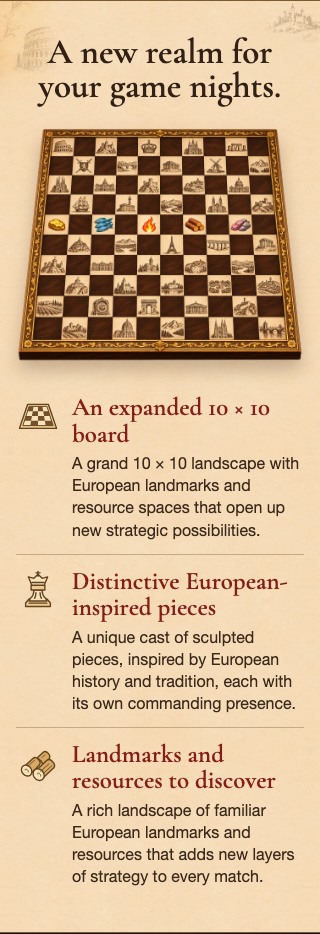 A new realm for
your game nights.
An expanded 10 × 10
board
A grand 10 × 10 landscape with
European landmarks and
resource spaces that open up
new strategic possibilities.
Distinctive European-
inspired pieces
A unique cast of sculpted
pieces, inspired by European
history and tradition, each with
its own commanding presence.
Landmarks and
resources to discover
A rich landscape of familiar
European landmarks and
resources that adds new layers
of strategy to every match.